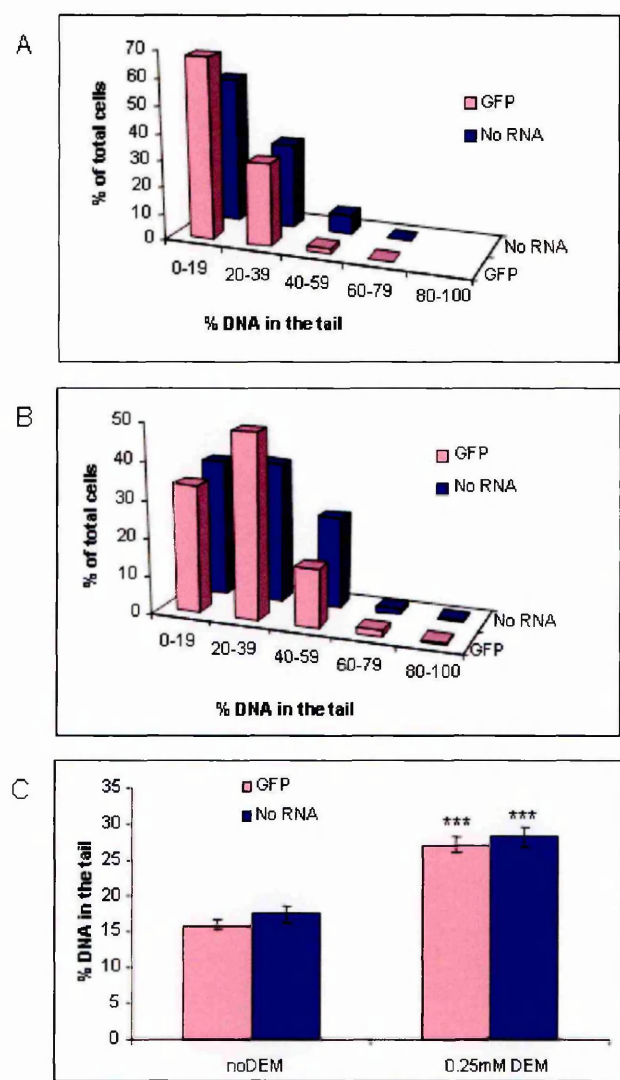 A
% of total cells
70
60
50
40
30
20
10
0
GFP
No RNA
No RNA
GFP
0-19
20-39
40-59
60-79
80-100
% DNA in the tail
B
% of total cells
50
40
30
20
10
0
GFP
No RNA
No RNA
GFP
0-19
20-39
40-59
60-79
80-100
% DNA in the tail
C
% DNA in the tail
35
30
25
20
15
10
5
0
GFP
No RNA
*** ***
noDEM 0.25mM DEM